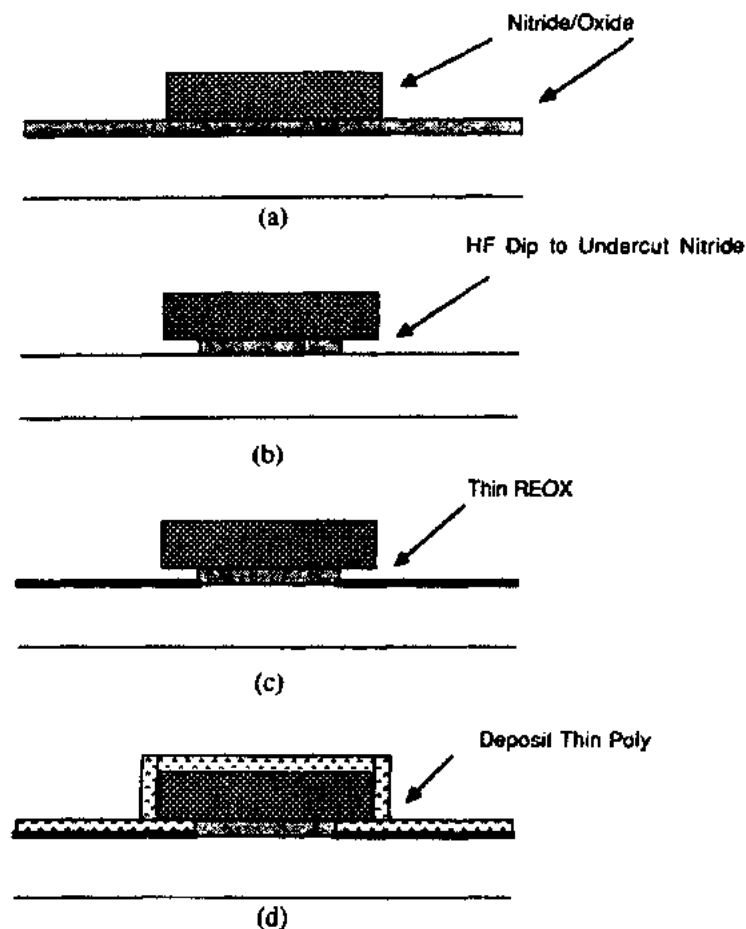 Nitride/Oxide
(a)
HF Dip to Undercut Nitride
(b)
Thin REOX
(c)
Deposit Thin Poly
(d)